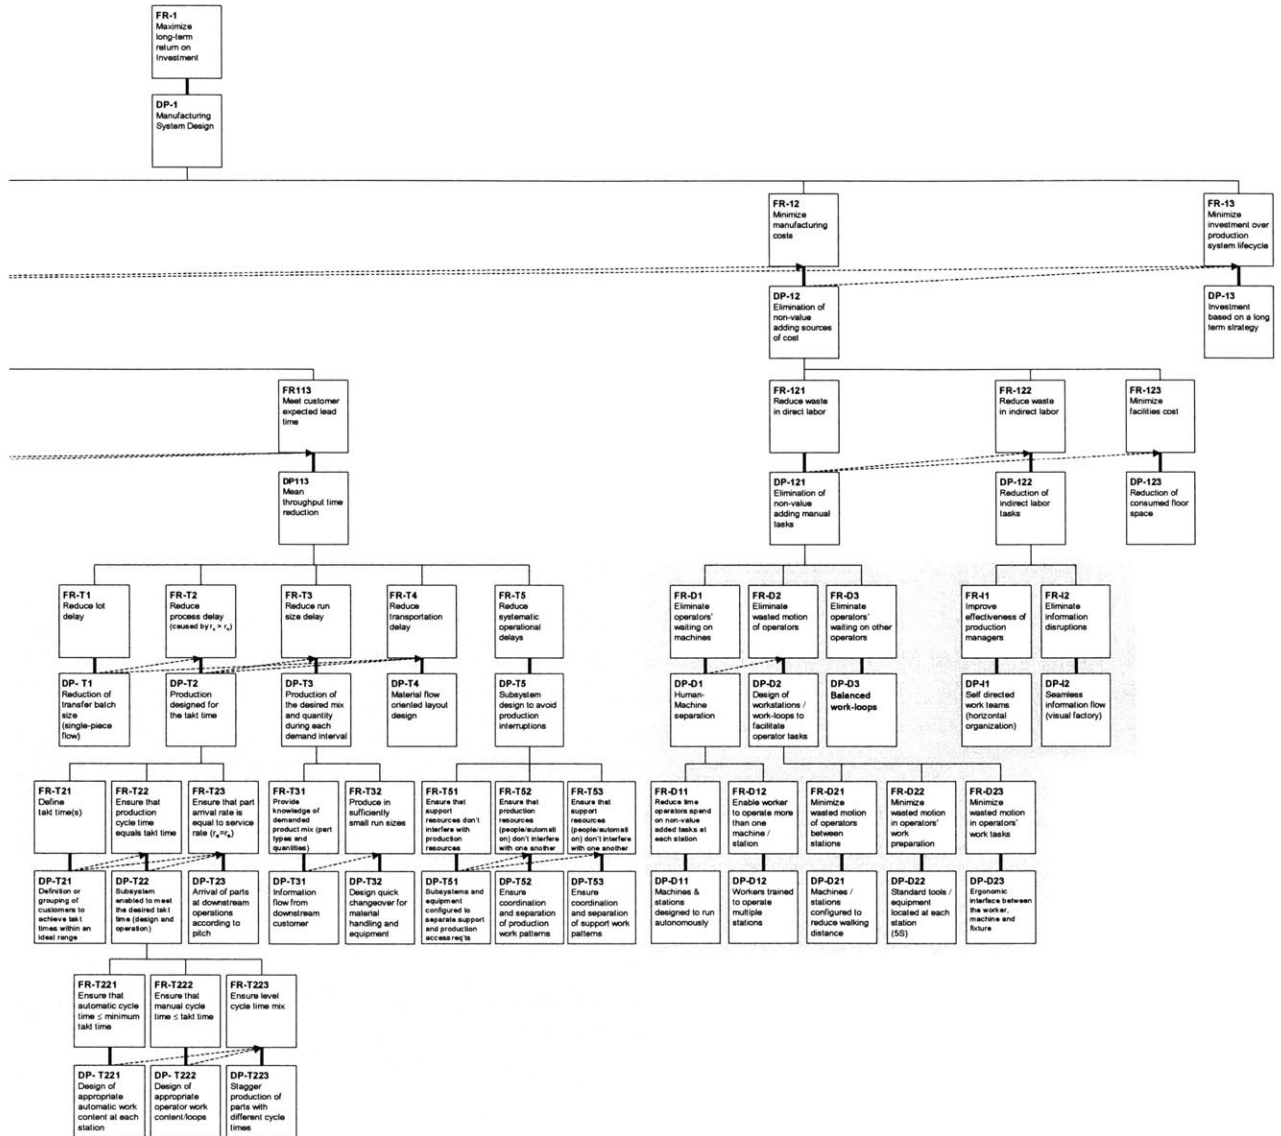 FR-1
Maximize
long-term
return on
Investment
DP-1
Manufacturing
System Design
FR-12
Minimize
manufacturing
costs
FR-13
Minimize
investment over
production
system lifecycle
DP-12
Elimination of
non-value
adding sources
of cost
DP-13
Investment
based on a long
term strategy
FR113
Meet customer
expected lead
time
FR-121
Reduce waste
in direct labor
FR-122
Reduce waste
in indirect labor
FR-123
Minimize
facilities cost
DP113
Mean
throughput time
reduction
DP-121
Elimination of
non-value
adding manual
tasks
DP-122
Reduction of
indirect labor
tasks
DP-123
Reduction of
consumed floor
space
FR-T1
Reduce lot
delay
FR-T2
Reduce
process delay
(caused by
FR-T3
Reduce run
size delay
FR-T4
Reduce
transportation
delay
FR-T5
Reduce
systematic
operational
delays
FR-D1
Eliminate
operators'
waiting on
machines
FR-D2
Eliminate
wasted motion
of operators
FR-D3
Eliminate
operators'
waiting on other
operators
FR-I1
Improve
effectiveness of
production
managers
FR-I2
Eliminate
information
disruptions
DP- T1
Reduction of
transfer batch
size
(single-piece
flow)
DP-T2
Production
designed for
the takt time
DP-T3
Production of
the desired mix
and quantity
during each
demand interval
DP-T4
Material flow
oriented layout
design
DP-T5
Subsystem
design to avoid
production
interruptions
DP-D1
Human-
Machine
separation
DP-D2
Design of
workstations /
work-loops to
facilitate
operator tasks
DP-D3
Balanced
work-loops
DP-I1
Self directed
work teams
(horizontal
organization)
DP-I2
Seamless
information flow
(visual factory)
FR-T21
Define
takt time(s)
FR-T22
Ensure that
production
cycle time
equals takt time
FR-T23
Ensure that part
arrival rate is
equal to service
rate
FR-T31
Provide
knowledge of
demanded
product mix (part
types and
quantities)
FR-T32
Produce in
sufficiently
small run sizes
FR-T51
Ensure that
support
resources don't
interfere with
production
resources
FR-T52
Ensure that
production
resources
(people/automati
on) don't interfere
with one another
FR-T53
Ensure that
support
resources
(people/automati
on) don't interfere
with one another
FR-D11
Reduce time
operators spend
on non-value
added tasks at
each station
FR-D12
Enable worker
to operate more
than one
machine /
station
FR-D21
Minimize
wasted motion
of operators
between
stations
FR-D22
Minimize
wasted motion
in operators'
work
preparation
FR-D23
Minimize
wasted motion
in operators'
work tasks
DP-T21
Definition or
grouping of
customers to
achieve takt
times within an
ideal range
DP-T22
Subsystem
enabled to meet
the desired takt
time (design and
operation)
DP-T23
Arrival of parts
at downstream
operations
according to
pitch
DP-T31
Information
flow from
downstream
customer
DP-T32
Design quick
changeover for
material
handling and
equipment
DP-T51
Subsystems and
equipment
configured to
separate support
and production
access req'ts
DP-T52
Ensure
coordination
and separation
of production
work patterns
DP-T53
Ensure
coordination
and separation
of support work
patterns
DP-D11
Machines &
stations
designed to run
autonomously
DP-D12
Workers trained
to operate
multiple
stations
DP-D21
Machines /
stations
configured to
reduce walking
distance
DP-D22
Standard tools /
equipment
located at each
station
(5S)
DP-D23
Ergonomic
interface between
the worker,
machine and
fixture
FR-T221
Ensure that
automatic cycle
time ≤ minimum
takt time
FR-T222
Ensure that
manual cycle
time ≤ takt time
FR-T223
Ensure level
cycle time mix
DP- T221
Design of
appropriate
automatic work
content at each
station
DP- T222
Design of
appropriate
operator work
content/loops
DP-T223
Stagger
production of
parts with
different cycle
times